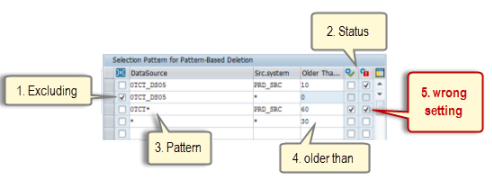 2. Status
Selection Pattern for Pattern-Based Deletion
DataSource Src.system Older Tha...
0TCT_DS05 PRD_SRC 10
1. Excluding
0TCT_DS05 * 0
0TCT* PRD_SRC 60
* * 30
5. wrong
setting
3. Pattern
4. older than